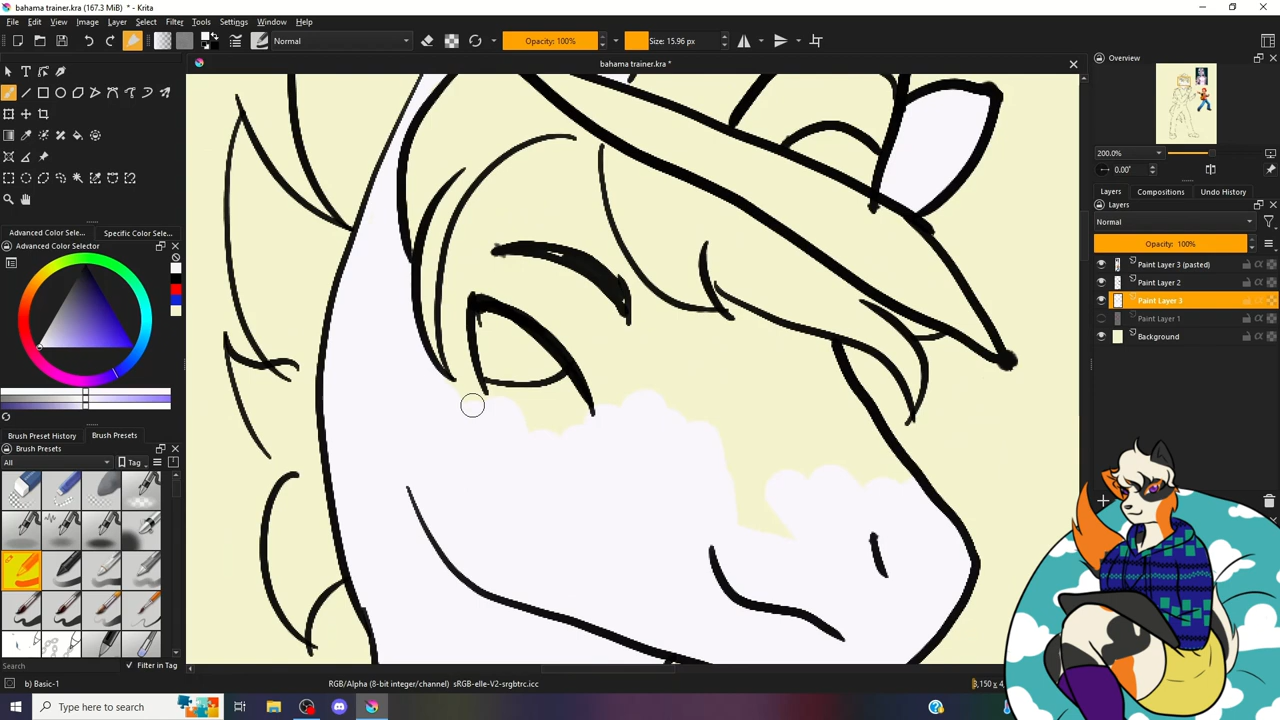 bahama trainer.kra (167.3 MiB) * - Krita
File Edit View Image Layer Select Filter Tools Settings Window Help
Normal Opacity: 100% Size: 15.96 px
bahama trainer.kra *
Overview
200.0%
0.00°
Layers Compositions Undo History
Layers
Normal
Opacity: 100%
Paint Layer 3 (pasted)
Paint Layer 2
Paint Layer 3
Paint Layer 1
Background
Advanced Color Sele... Specific Color Sele...
Advanced Color Selector
Brush Preset History Brush Presets
Brush Presets
All Tag
Search Filter in Tag
b) Basic-1 RGB/Alpha (8-bit integer/channel) sRGB-elle-V2-srgbtrc.icc
Type here to search